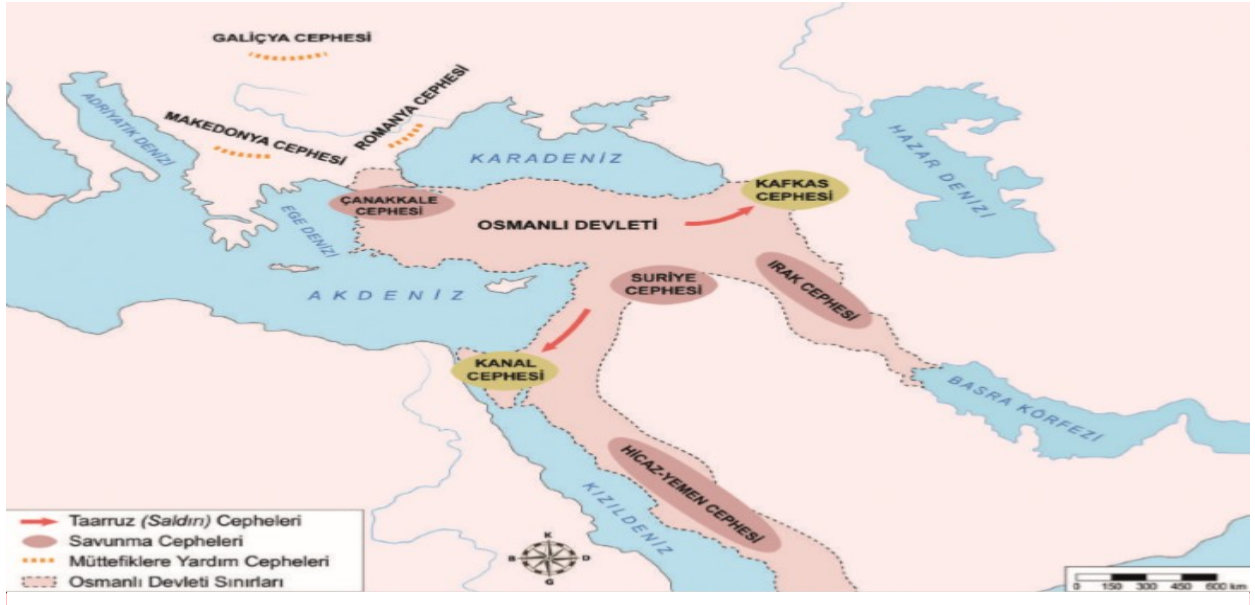 GALİÇYA CEPHESİ
ADRİYATİK DENİZİ
MAKEDONYA CEPHESİ
ROMANYA CEPHESİ
KARADENİZ
HAZAR DENİZİ
KAFKAS
CEPHESİ
ÇANAKKALE
CEPHESİ
EGE DENİZİ
OSMANLI DEVLETİ
SURİYE
CEPHESİ
IRAK CEPHESİ
AKDENİZ
KANAL
CEPHESİ
BASRA KÖRFEZİ
HİCAZ-YEMEN CEPHESİ
KIZILDENİZ
Taarruz (Saldırı) Cepheleri
Savunma Cepheleri
Müttefiklere Yardım Cepheleri
Osmanlı Devleti Sınırları
K
B D
G
0 150 300 450 600 km